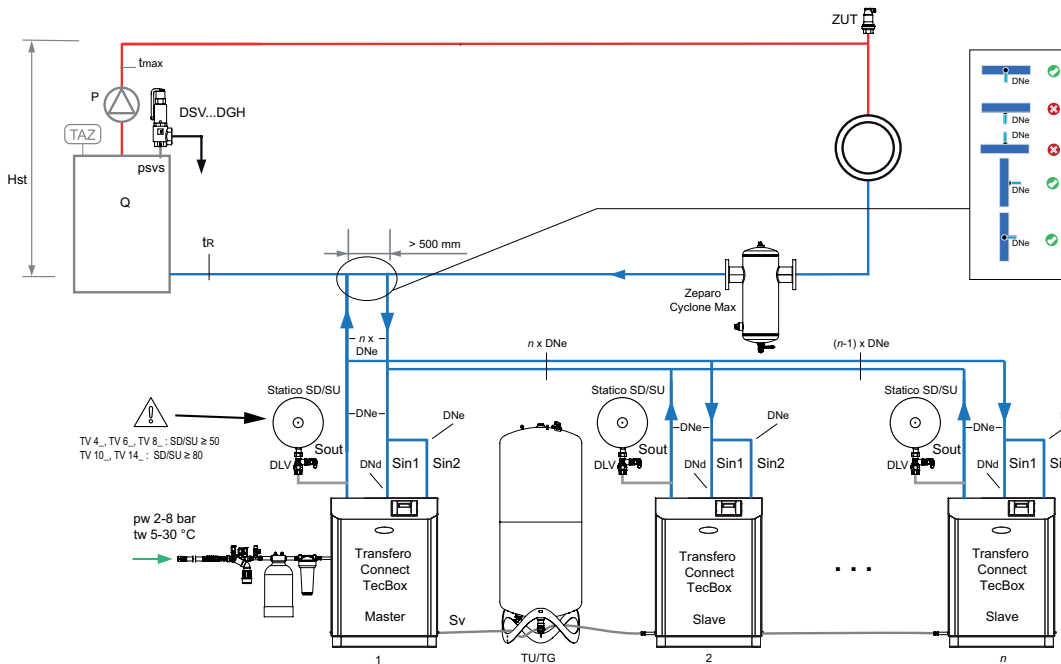 ZUT
tmax
P
DSV...DGH
TAZ
psvs
Hst
Q
tR
> 500 mm
DNe
DNe
DNe
DNe
DNe
Zeparo
Cyclone Max
n x
DNe
n x DNe
(n-1) x DNe
Statico SD/SU
Statico SD/SU
Statico SD/SU
TV 4_, TV 6_, TV 8_ : SD/SU ≥ 50
TV 10_, TV 14_ : SD/SU ≥ 80
DNe
DNe
DNe
DNe
DNe
Sout
Sout
Sout
DLV
DNd
Sin1
Sin2
DLV
DNd
Sin1
Sin2
DLV
DNd
Sin1
pw 2-8 bar
tw 5-30 °C
Transfero
Connect
TecBox
Master
Transfero
Connect
TecBox
Slave
. . .
Transfero
Connect
TecBox
Slave
Sv
1
TU/TG
2
n